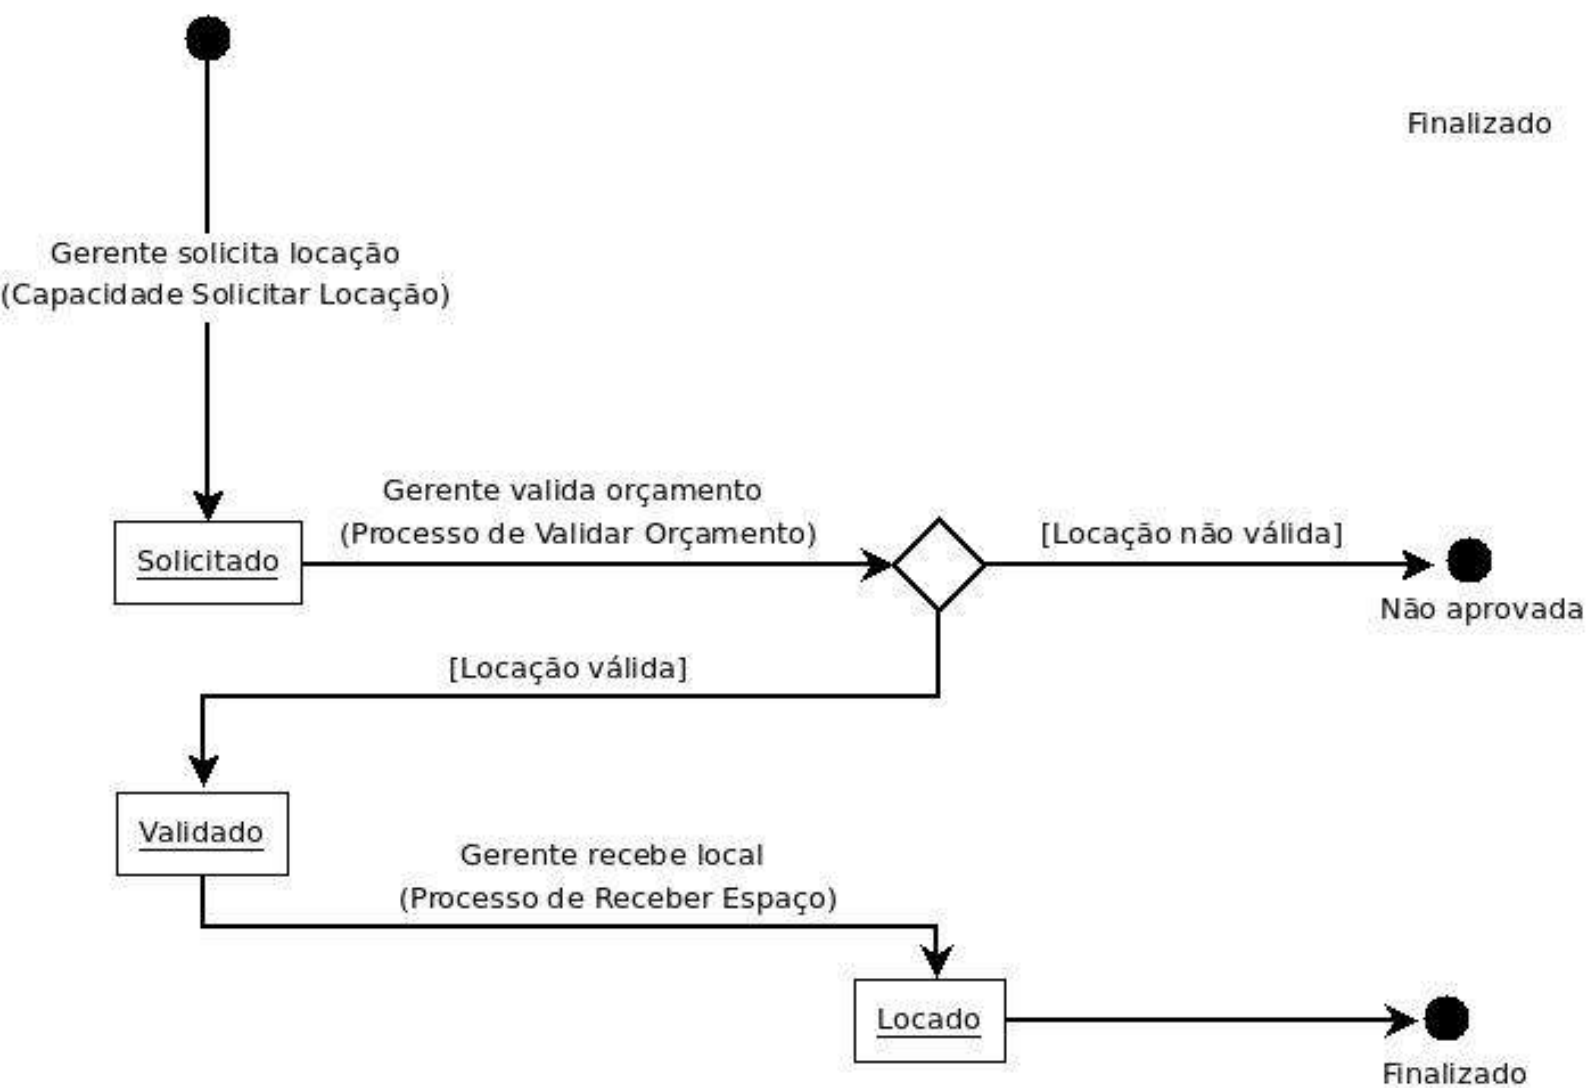 Finalizado
Gerente solicita locação
(Capacidade Solicitar Locação)
Gerente valida orçamento
(Processo de Validar Orçamento)
[Locação não válida]
Solicitado
Não aprovada
[Locação válida]
Validado
Gerente recebe local
(Processo de Receber Espaço)
Locado
Finalizado